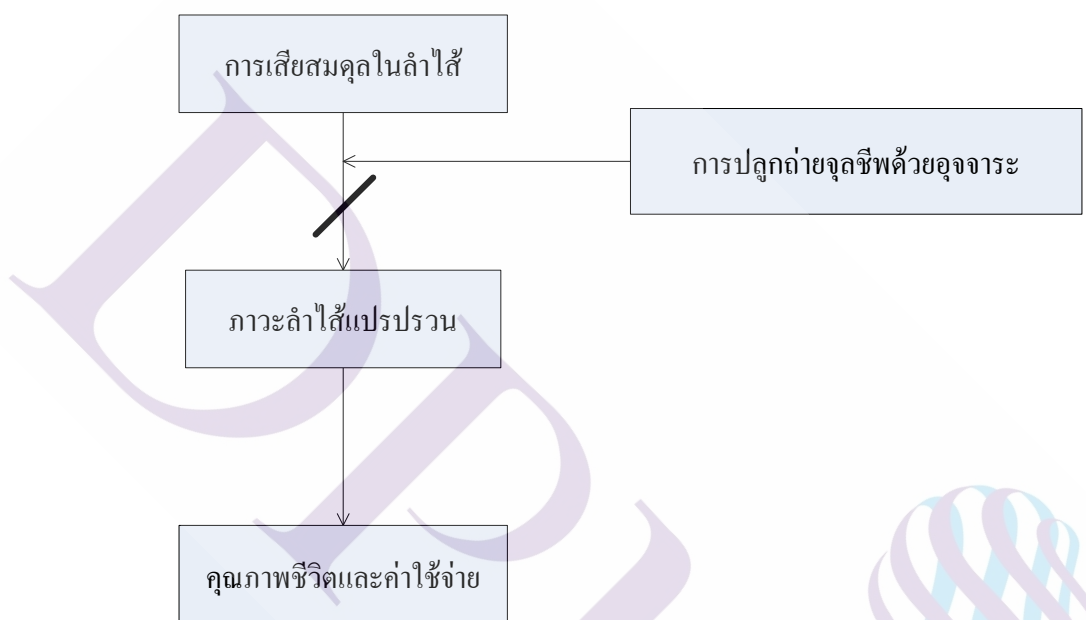 การเสียสมดุลในลำไส้
การปลูกถ่ายจุลชีพด้วยอุจจาระ
ภาวะลำไส้แปรปรวน
คุณภาพชีวิตและค่าใช้จ่าย